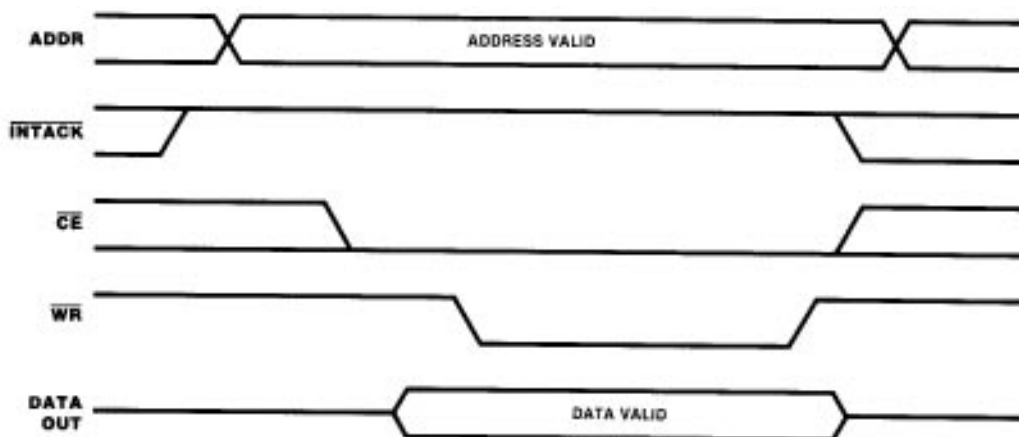 ADDR
ADDRESS VALID
INTACK
CE
WR
DATA
OUT
DATA VALID